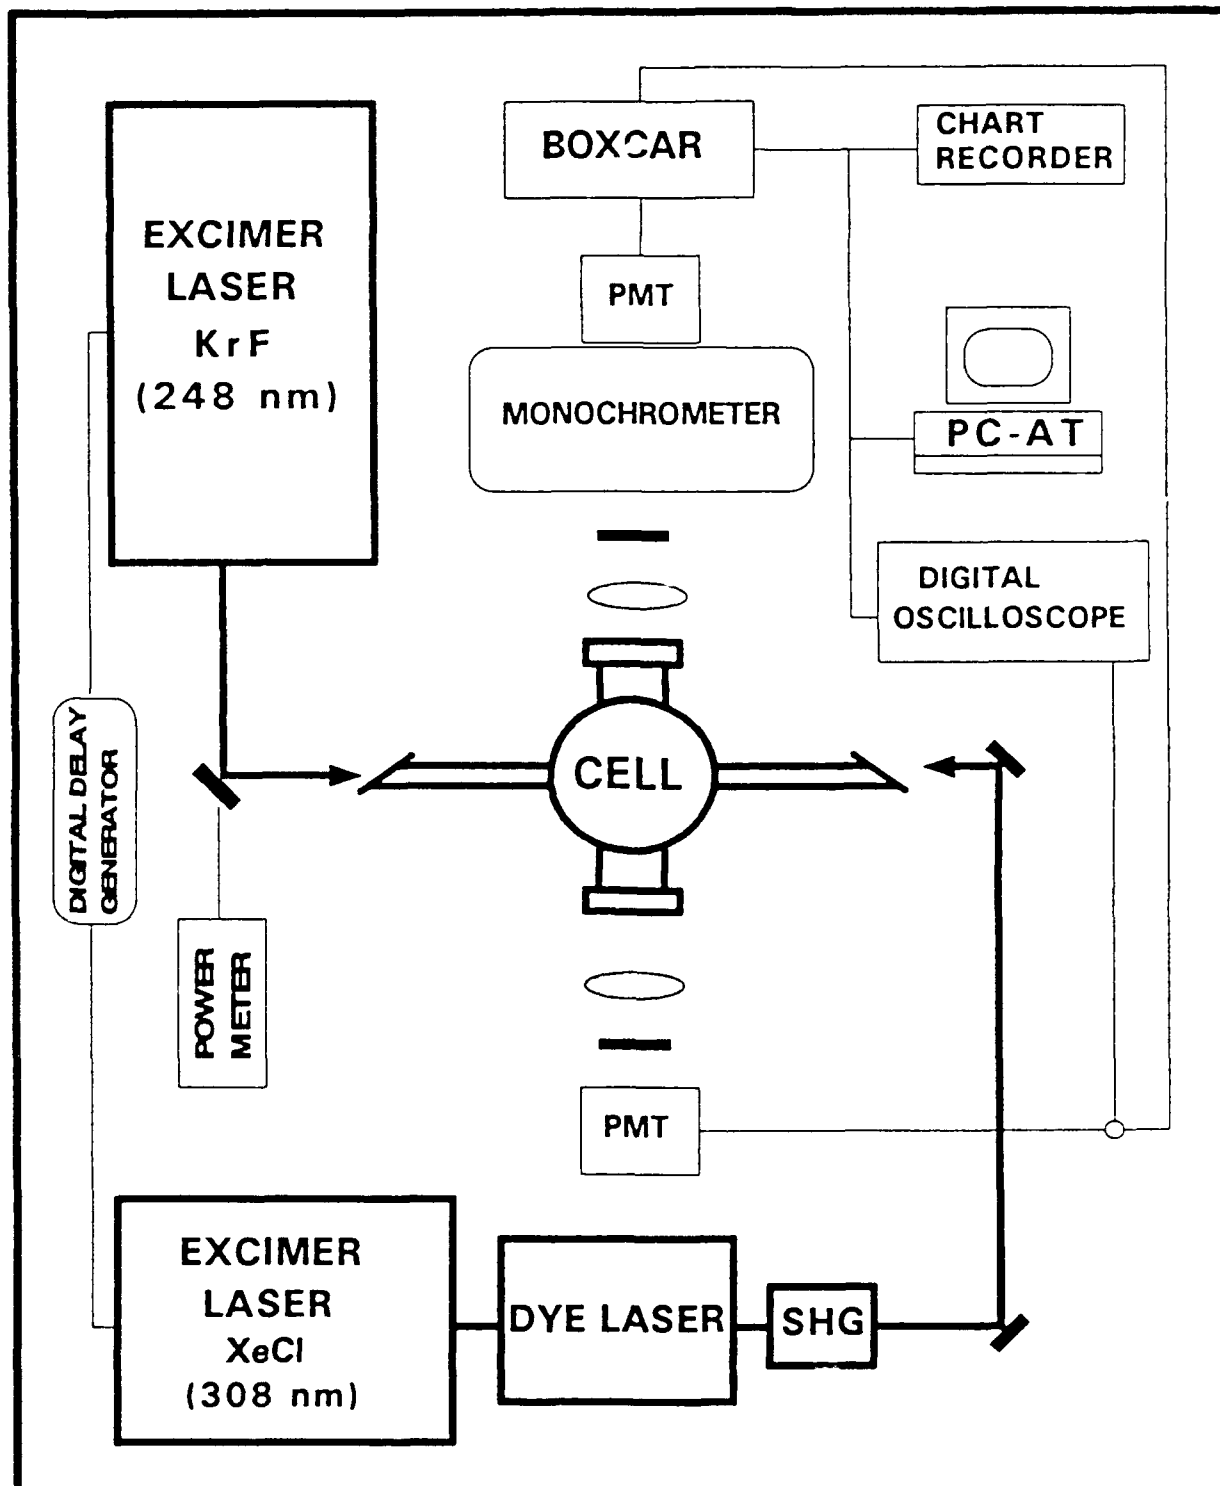 EXCIMER
LASER
KrF
(248 nm)
BOXCAR
CHART
RECORDER
PMT
MONOCHROMETER
PC-AT
DIGITAL
OSCILLOSCOPE
CELL
DIGITAL DELAY
GENERATOR
POWER
METER
PMT
EXCIMER
LASER
XeCl
(308 nm)
DYE LASER
SHG